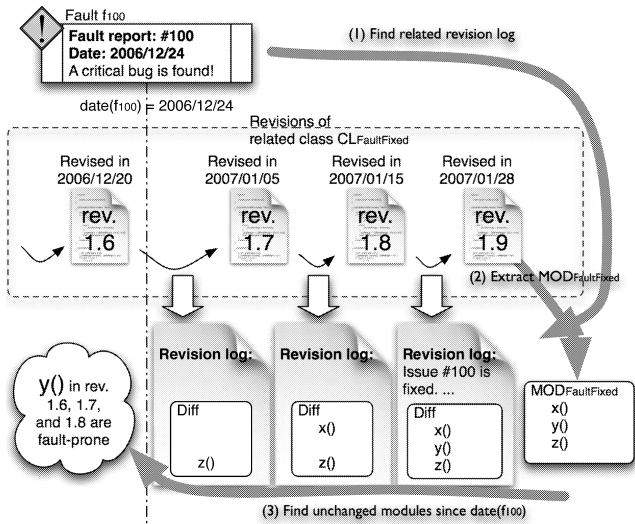 Fault f100
!
Fault report: #100
Date: 2006/12/24
A critical bug is found!
(1) Find related revision log
date(f100) = 2006/12/24
Revisions of
related class CLFaultFixed
Revised in
2006/12/20
Revised in
2007/01/05
Revised in
2007/01/15
Revised in
2007/01/28
rev.
1.6
rev.
1.7
rev.
1.8
rev.
1.9
(2) Extract MODFaultFixed
Revision log:
Diff
z()
Revision log:
Diff
x()
z()
Revision log:
Issue #100 is
fixed. ...
Diff
x()
y()
z()
MODFaultFixed
x()
y()
z()
y() in rev.
1.6, 1.7,
and 1.8 are
fault-prone
(3) Find unchanged modules since date(f100)